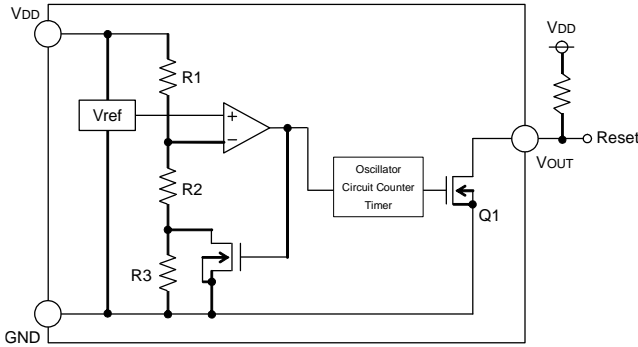 VDD
VDD
R1
Vref
+
−
Reset
VOUT
Oscillator
Circuit Counter
Timer
R2
Q1
R3
GND